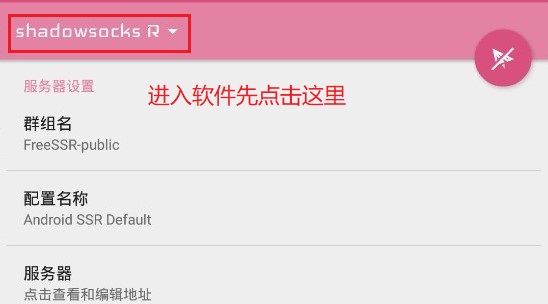 shadowsocks R
服务器设置
进入软件先点击这里
群组名
FreeSSR-public
配置名称
Android SSR Default
服务器
点击查看和编辑地址